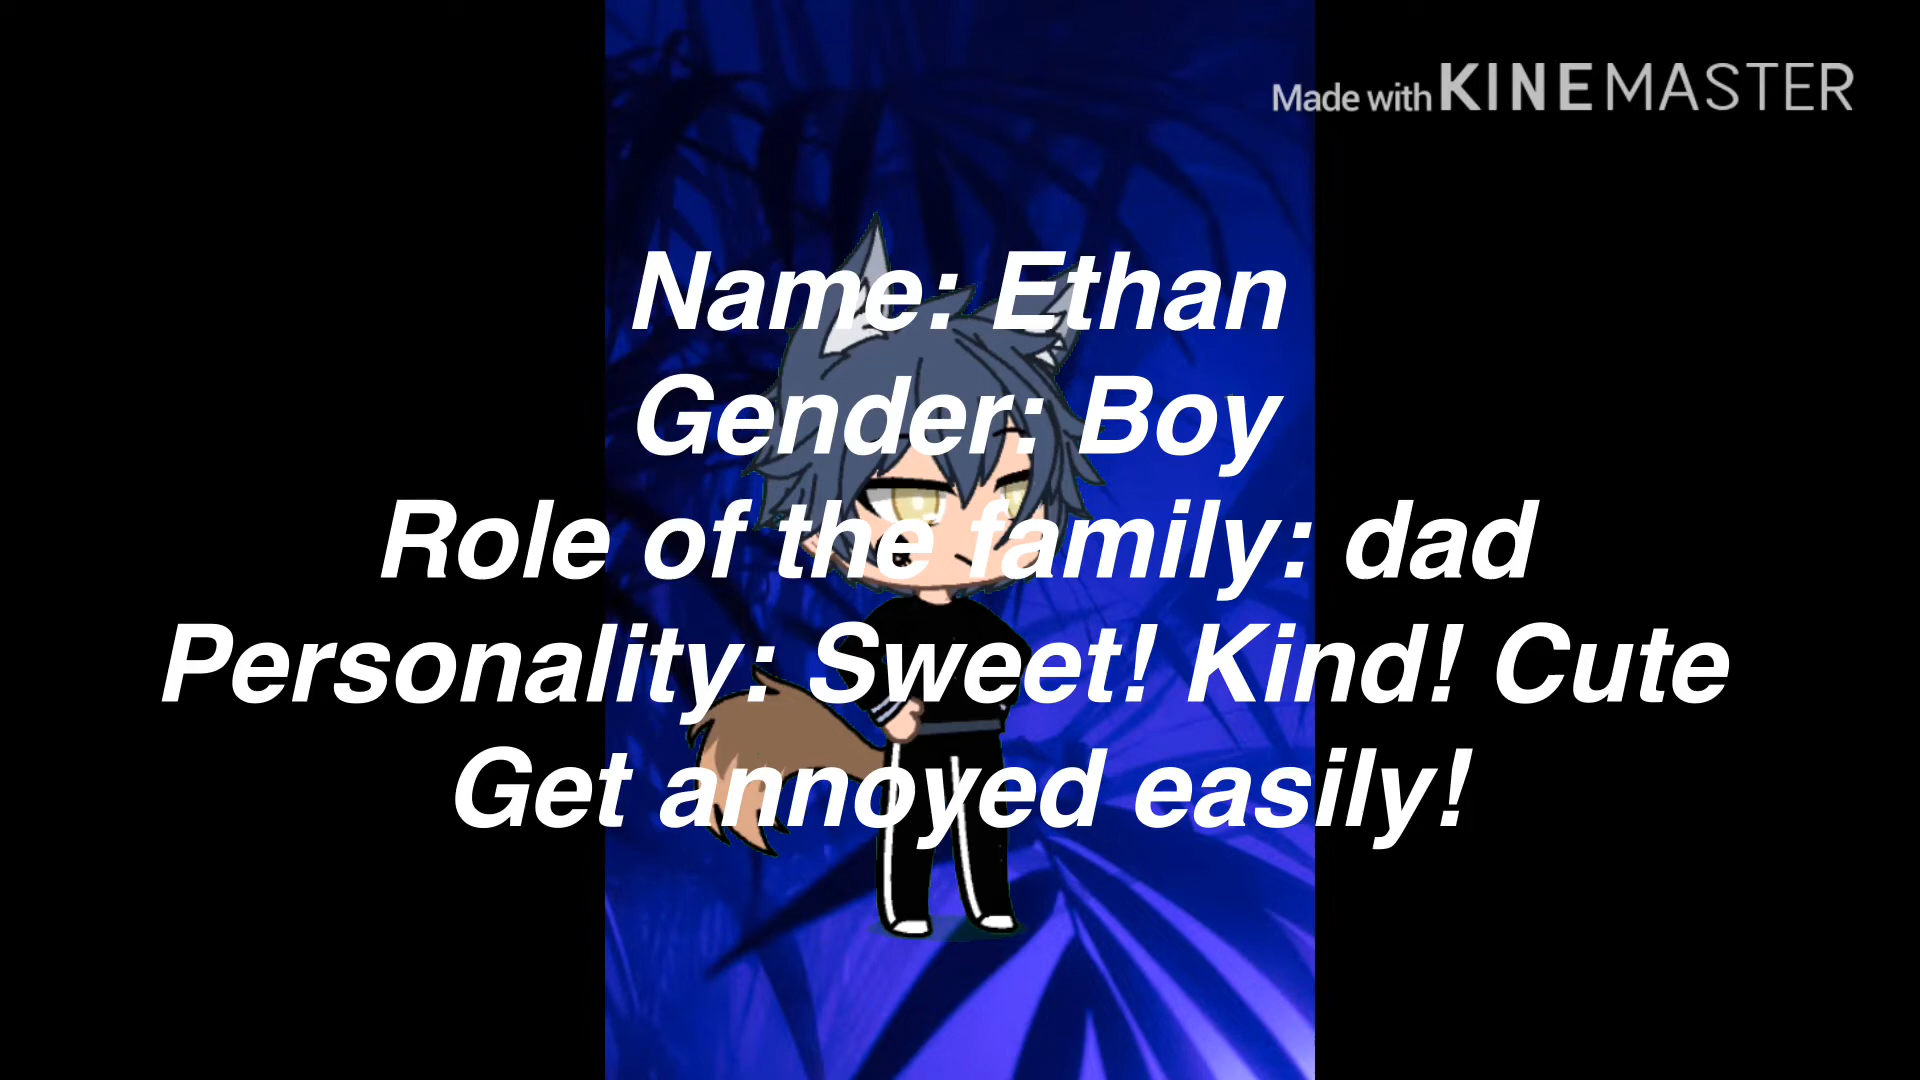 Made with KINEMASTER
Name: Ethan
Gender: Boy
Role of the family: dad
Personality: Sweet! Kind! Cute
Get annoyed easily!